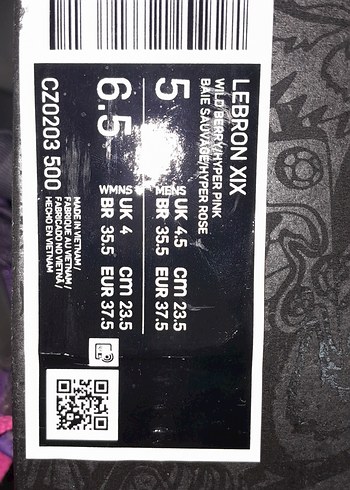 LEBRON XIX
WILD BERRY/HYPER PINK
BAIE SAUVAGE/HYPER ROSE
5
MENS
UK 4.5 cm 23.5
BR 35.5 EUR 37.5
6.5
WMNS
UK 4 cm 23.5
BR 35.5 EUR 37.5
CZ0203 500
MADE IN VIETNAM /
FABRIQUE AU VIETNAM /
FABRICADO NO VIETNÃ /
HECHO EN VIETNAM